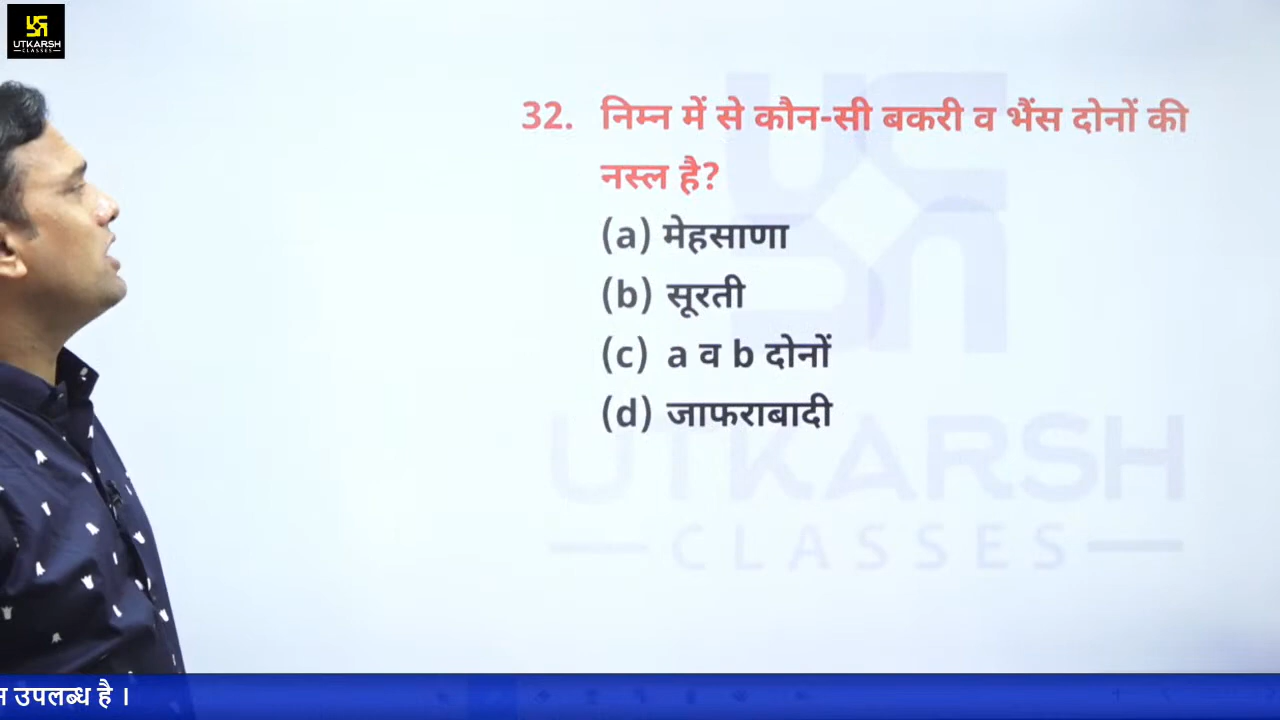 UTKARSH
CLASSES
32. निम्न में से कौन-सी बकरी व भैंस दोनों की
नस्ल है?
(a) मेहसाणा
(b) सूरती
(c) a व b दोनों
(d) जाफराबादी
UTKARSH
CLASSES
उपलब्ध है ।